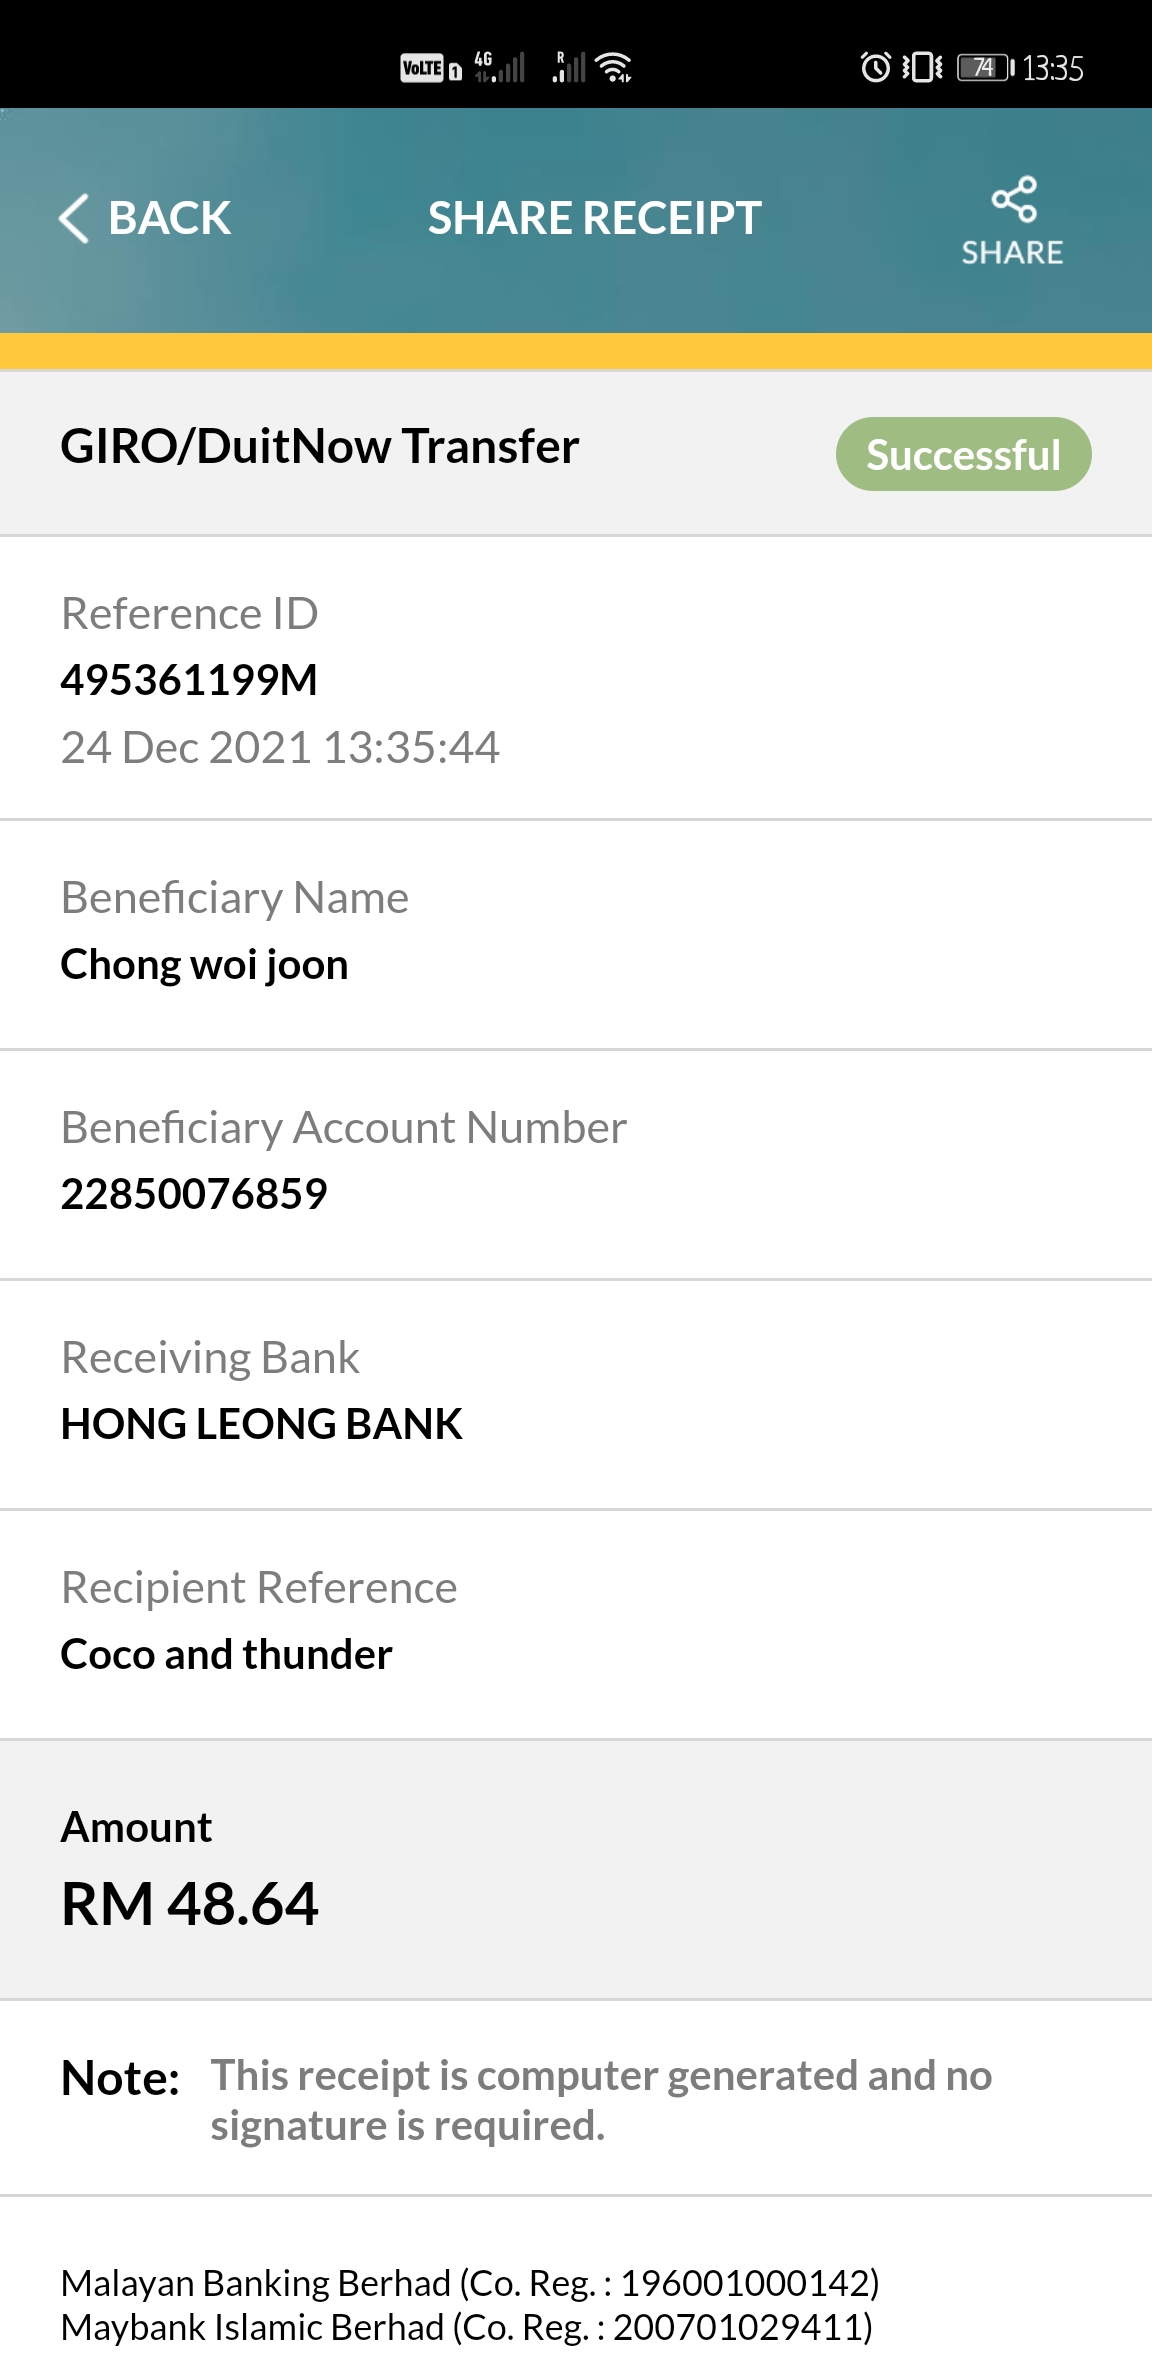 VoLTE 1 4G R 74 13:35
BACK SHARE RECEIPT SHARE
GIRO/DuitNow Transfer Successful
Reference ID
495361199M
24 Dec 2021 13:35:44
Beneficiary Name
Chong woi joon
Beneficiary Account Number
22850076859
Receiving Bank
HONG LEONG BANK
Recipient Reference
Coco and thunder
Amount
RM 48.64
Note: This receipt is computer generated and no
signature is required.
Malayan Banking Berhad (Co. Reg. : 196001000142)
Maybank Islamic Berhad (Co. Reg. : 200701029411)